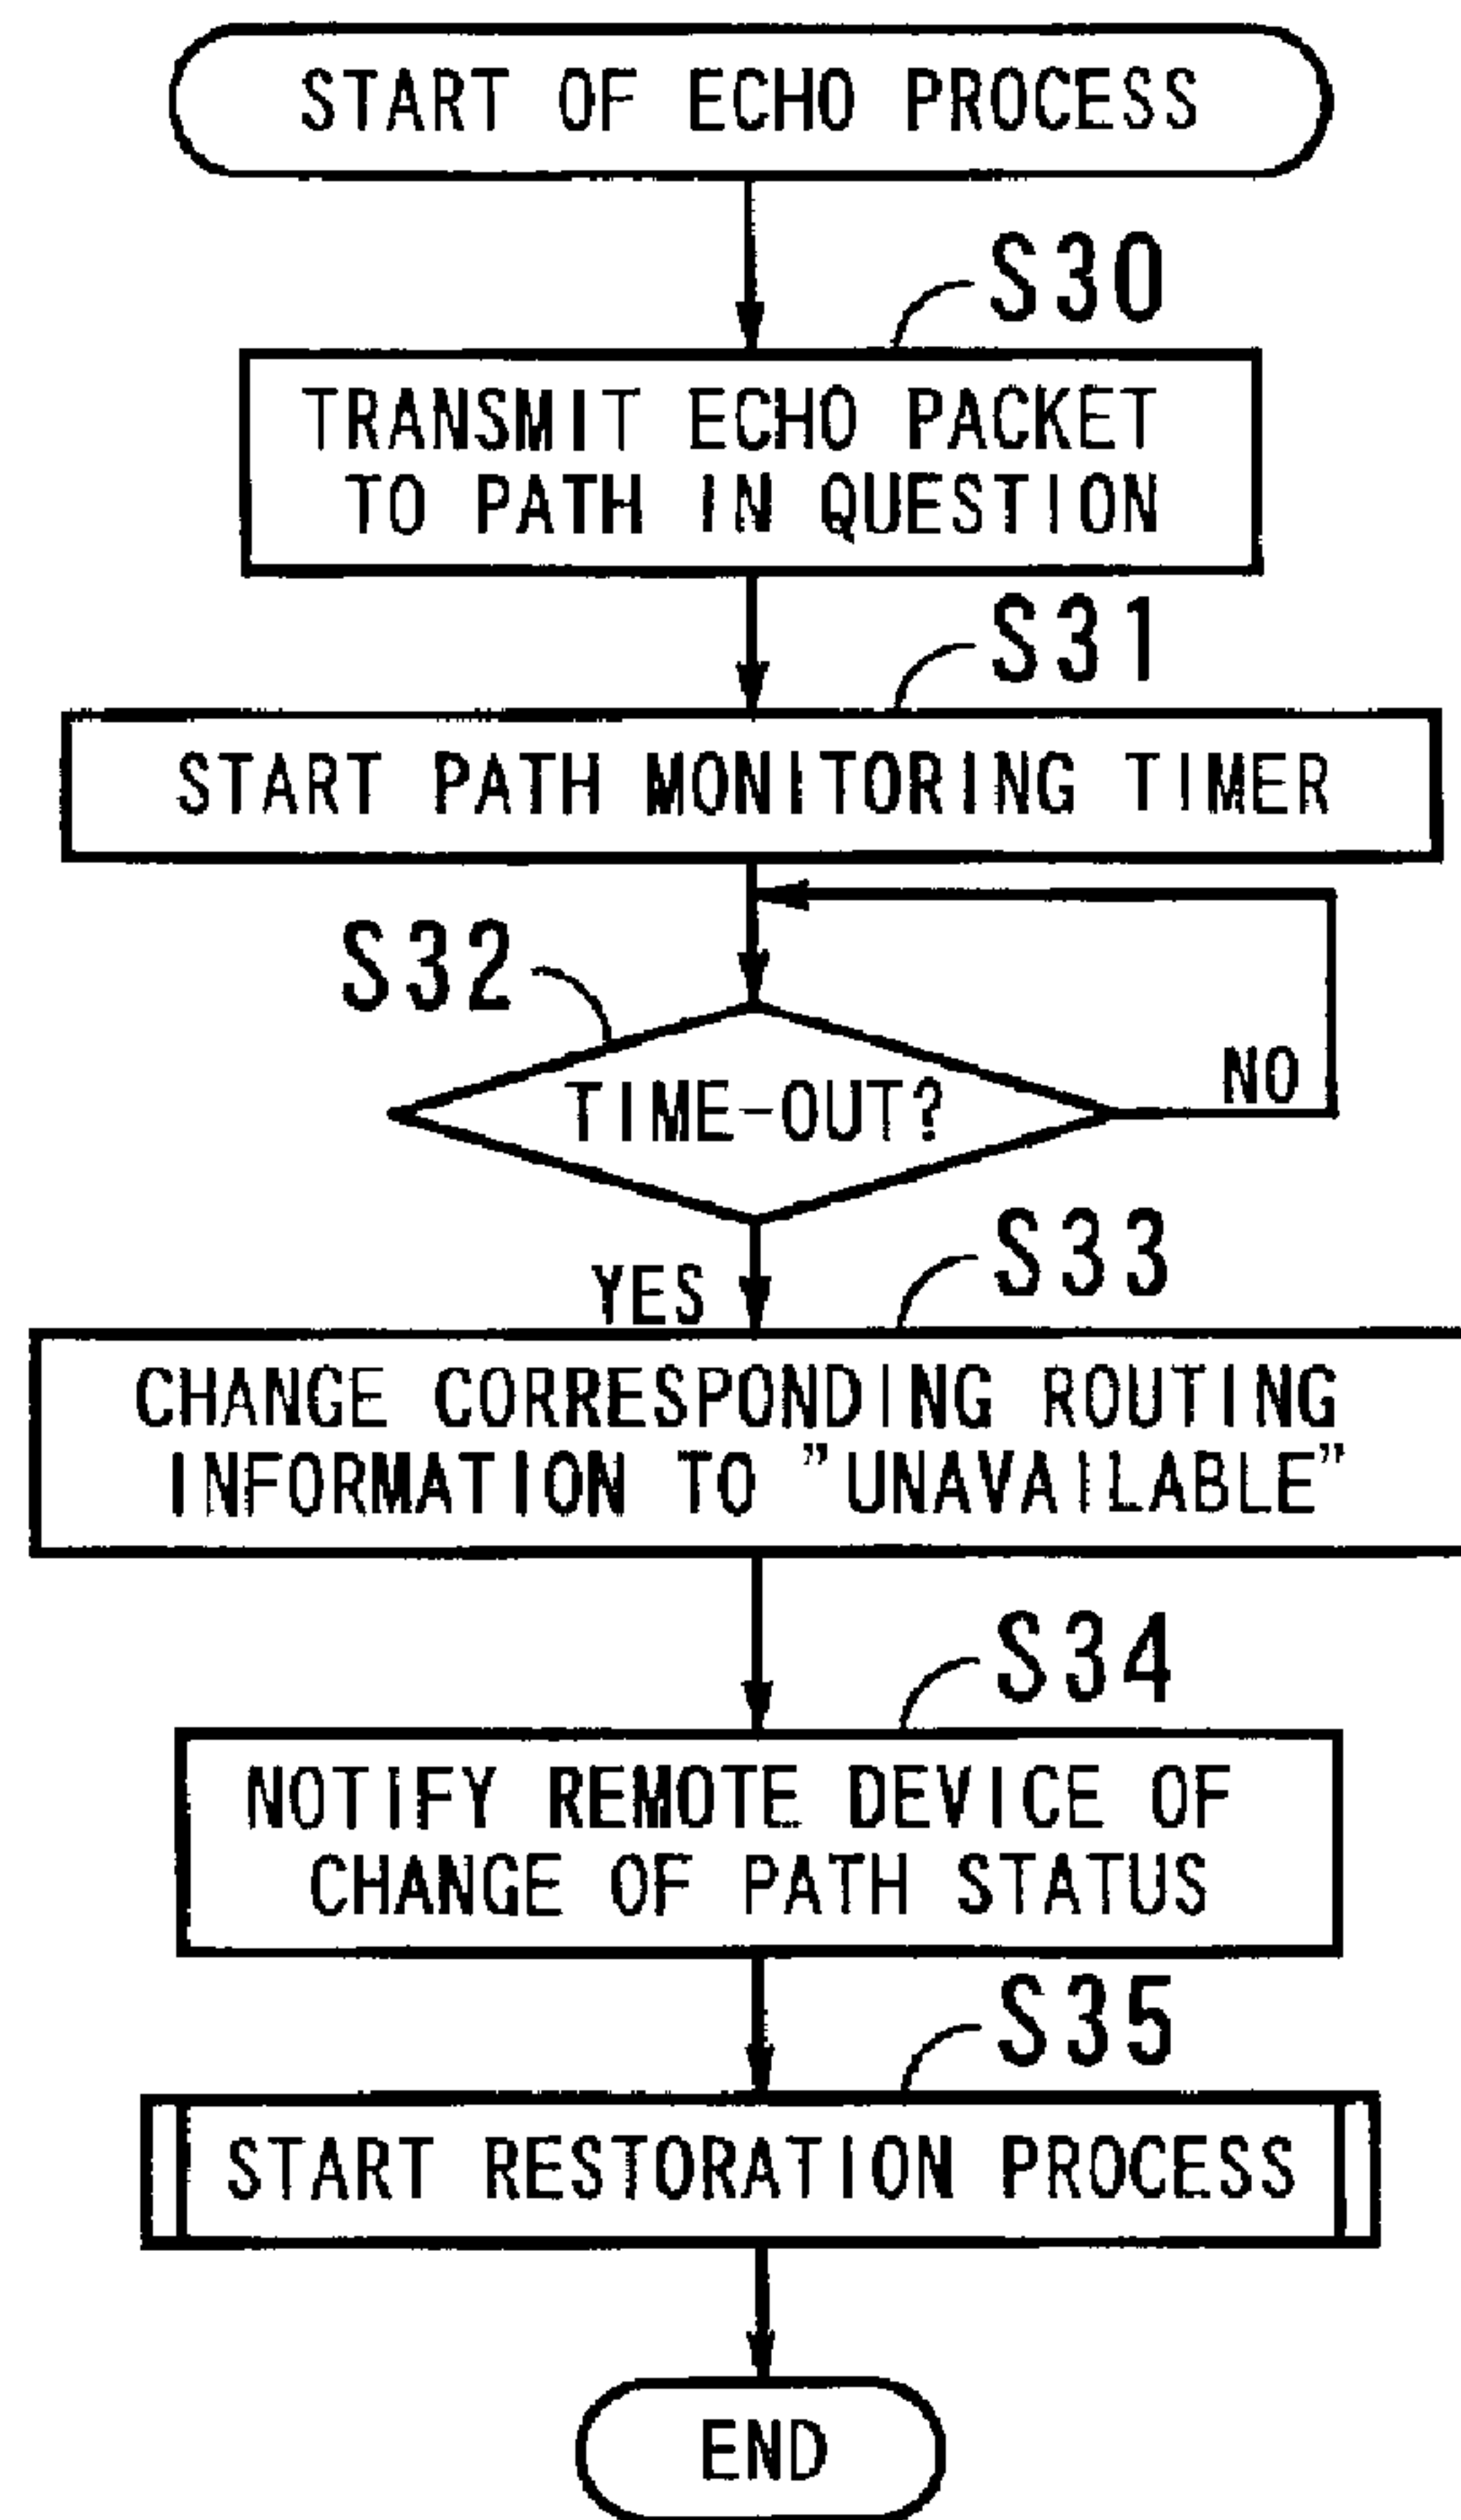 START OF ECHO PROCESS
S30
TRANSMIT ECHO PACKET
TO PATH IN QUESTION
S31
START PATH MONITORING TIMER
S32
TIME-OUT?
NO
YES
S33
CHANGE CORRESPONDING ROUTING
INFORMATION TO "UNAVAILABLE"
S34
NOTIFY REMOTE DEVICE OF
CHANGE OF PATH STATUS
S35
START RESTORATION PROCESS
END